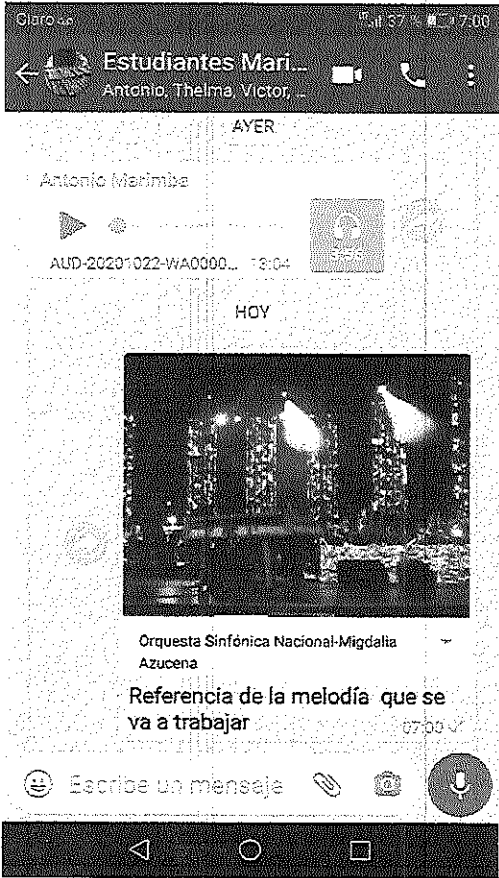 Claro
37 % 7:00
Estudiantes Mari...
Antonio, Thelma, Victor, ...
AYER
Antonio Marimba
AUD-20201022-WA0000... 13:04
HOY
Orquesta Sinfónica Nacional-Migdalia
Azucena
Referencia de la melodía que se
va a trabajar
07:00
Escribe un mensaje